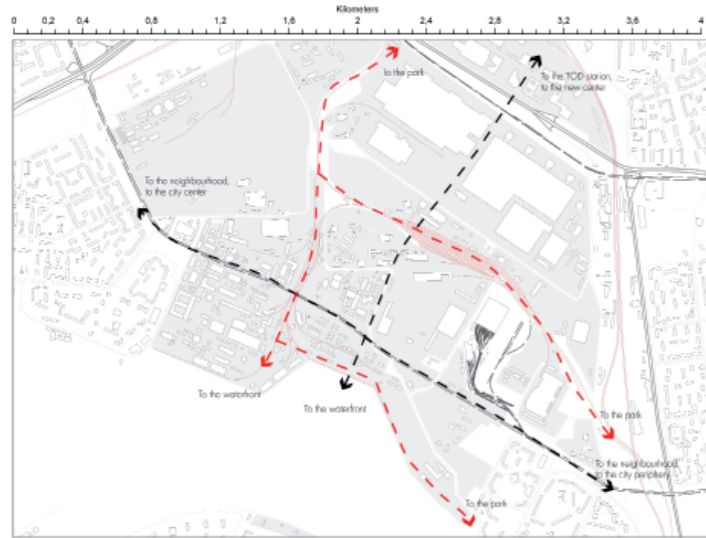 Kilometers
0 0,2 0,4 0,8 1,2 1,6 2 2,4 2,8 3,2 3,6 4
To the park
To the TOD station,
to the new center
To the neighbourhood,
to the city center
To the waterfront
To the waterfront
To the park
To the neighbourhood,
to the city periphery
To the park